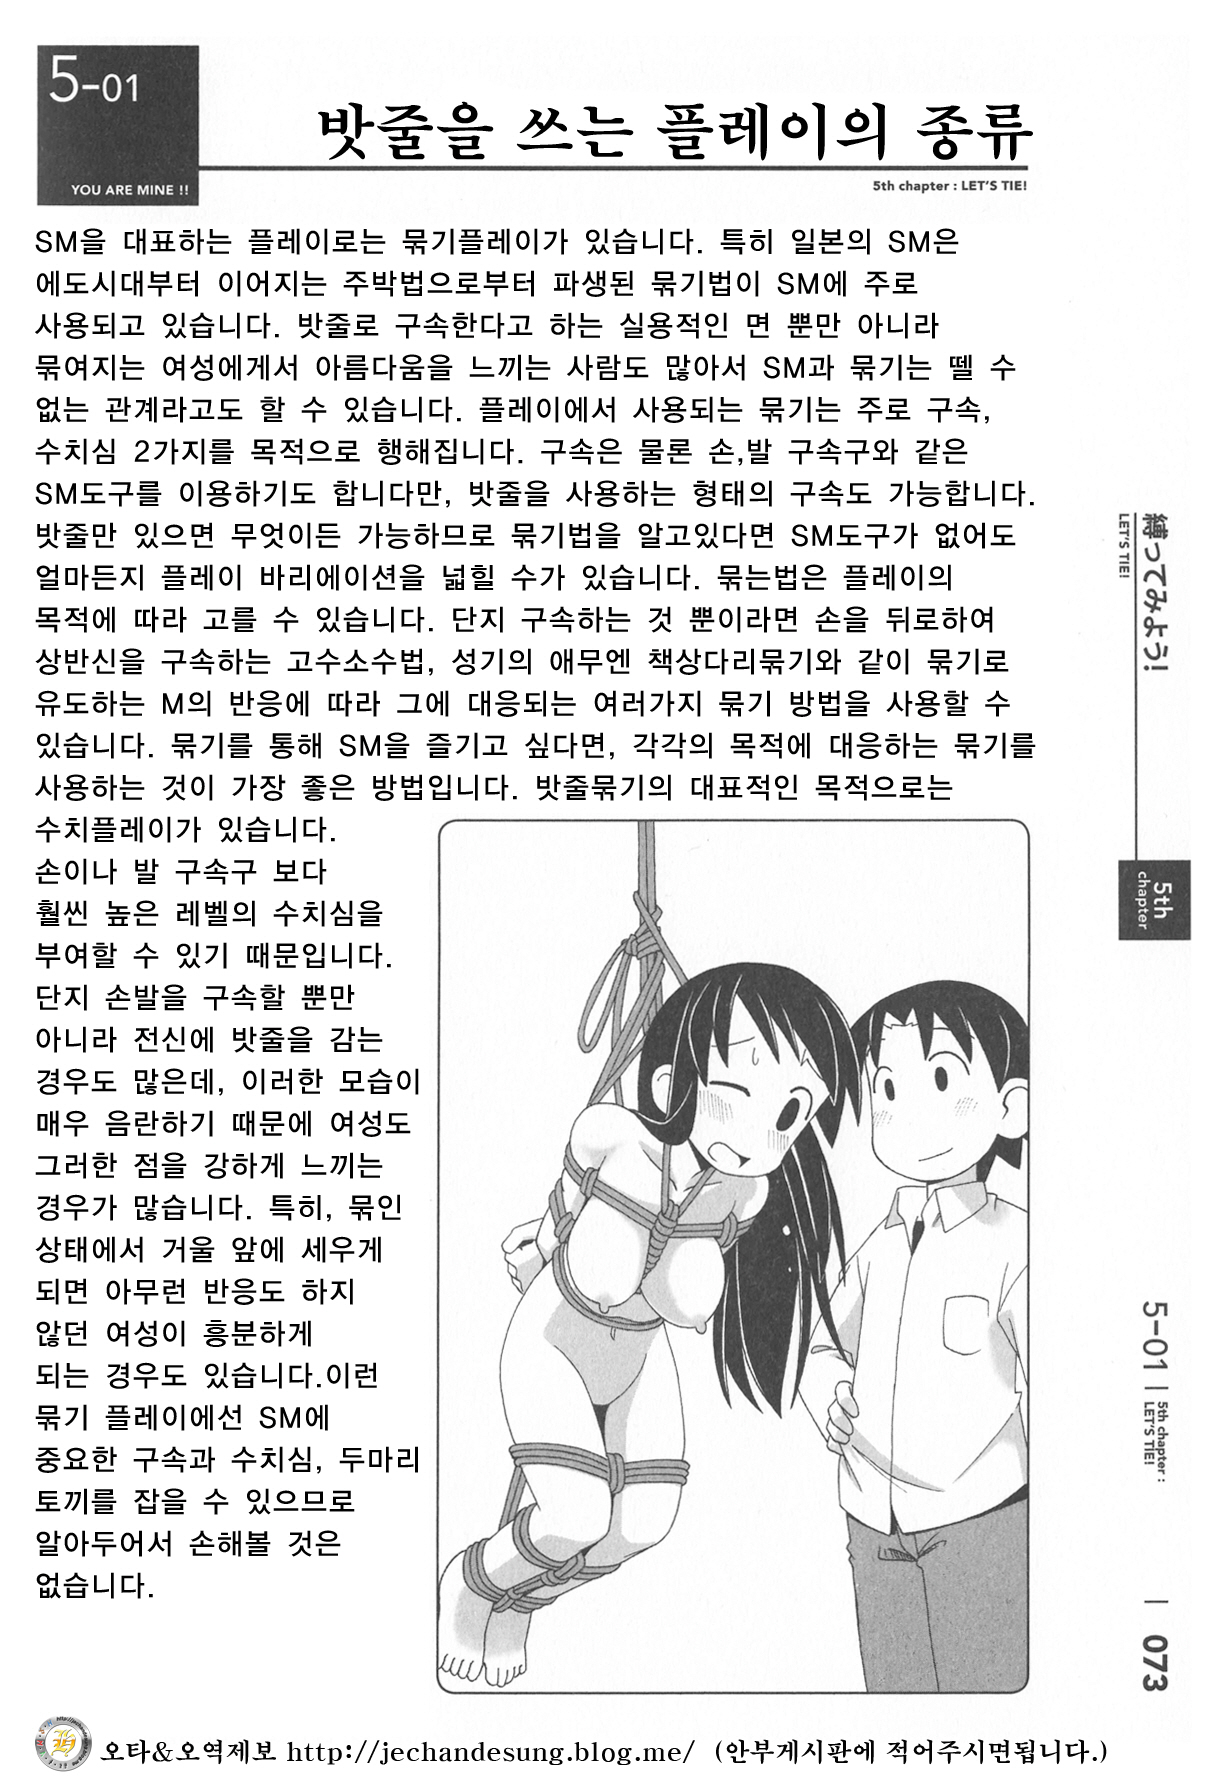 5-01
YOU ARE MINE !!
밧줄을 쓰는 플레이의 종류
5th chapter : LET'S TIE!
SM을 대표하는 플레이로는 묶기플레이가 있습니다. 특히 일본의 SM은
에도시대부터 이어지는 주박법으로부터 파생된 묶기법이 SM에 주로
사용되고 있습니다. 밧줄로 구속한다고 하는 실용적인 면 뿐만 아니라
묶여지는 여성에게서 아름다움을 느끼는 사람도 많아서 SM과 묶기는 뗄 수
없는 관계라고도 할 수 있습니다. 플레이에서 사용되는 묶기는 주로 구속,
수치심 2가지를 목적으로 행해집니다. 구속은 물론 손,발 구속구와 같은
SM도구를 이용하기도 합니다만, 밧줄을 사용하는 형태의 구속도 가능합니다.
밧줄만 있으면 무엇이든 가능하므로 묶기법을 알고있다면 SM도구가 없어도
얼마든지 플레이 바리에이션을 넓힐 수가 있습니다. 묶는법은 플레이의
목적에 따라 고를 수 있습니다. 단지 구속하는 것 뿐이라면 손을 뒤로하여
상반신을 구속하는 고수소수법, 성기의 애무엔 책상다리묶기와 같이 묶기로
유도하는 M의 반응에 따라 그에 대응되는 여러가지 묶기 방법을 사용할 수
있습니다. 묶기를 통해 SM을 즐기고 싶다면, 각각의 목적에 대응하는 묶기를
사용하는 것이 가장 좋은 방법입니다. 밧줄묶기의 대표적인 목적으로는
수치플레이가 있습니다.
손이나 발 구속구 보다
훨씬 높은 레벨의 수치심을
부여할 수 있기 때문입니다.
단지 손발을 구속할 뿐만
아니라 전신에 밧줄을 감는
경우도 많은데, 이러한 모습이
매우 음란하기 때문에 여성도
그러한 점을 강하게 느끼는
경우가 많습니다. 특히, 묶인
상태에서 거울 앞에 세우게
되면 아무런 반응도 하지
않던 여성이 흥분하게
되는 경우도 있습니다.이런
묶기 플레이에선 SM에
중요한 구속과 수치심, 두마리
토끼를 잡을 수 있으므로
알아두어서 손해볼 것은
없습니다.
縛ってみよう!
LET'S TIE!
5th
chapter
5-01
5th chapter :
LET'S TIE!
073
오타&오역제보 http://jechandesung.blog.me/ (안부게시판에 적어주시면됩니다.)